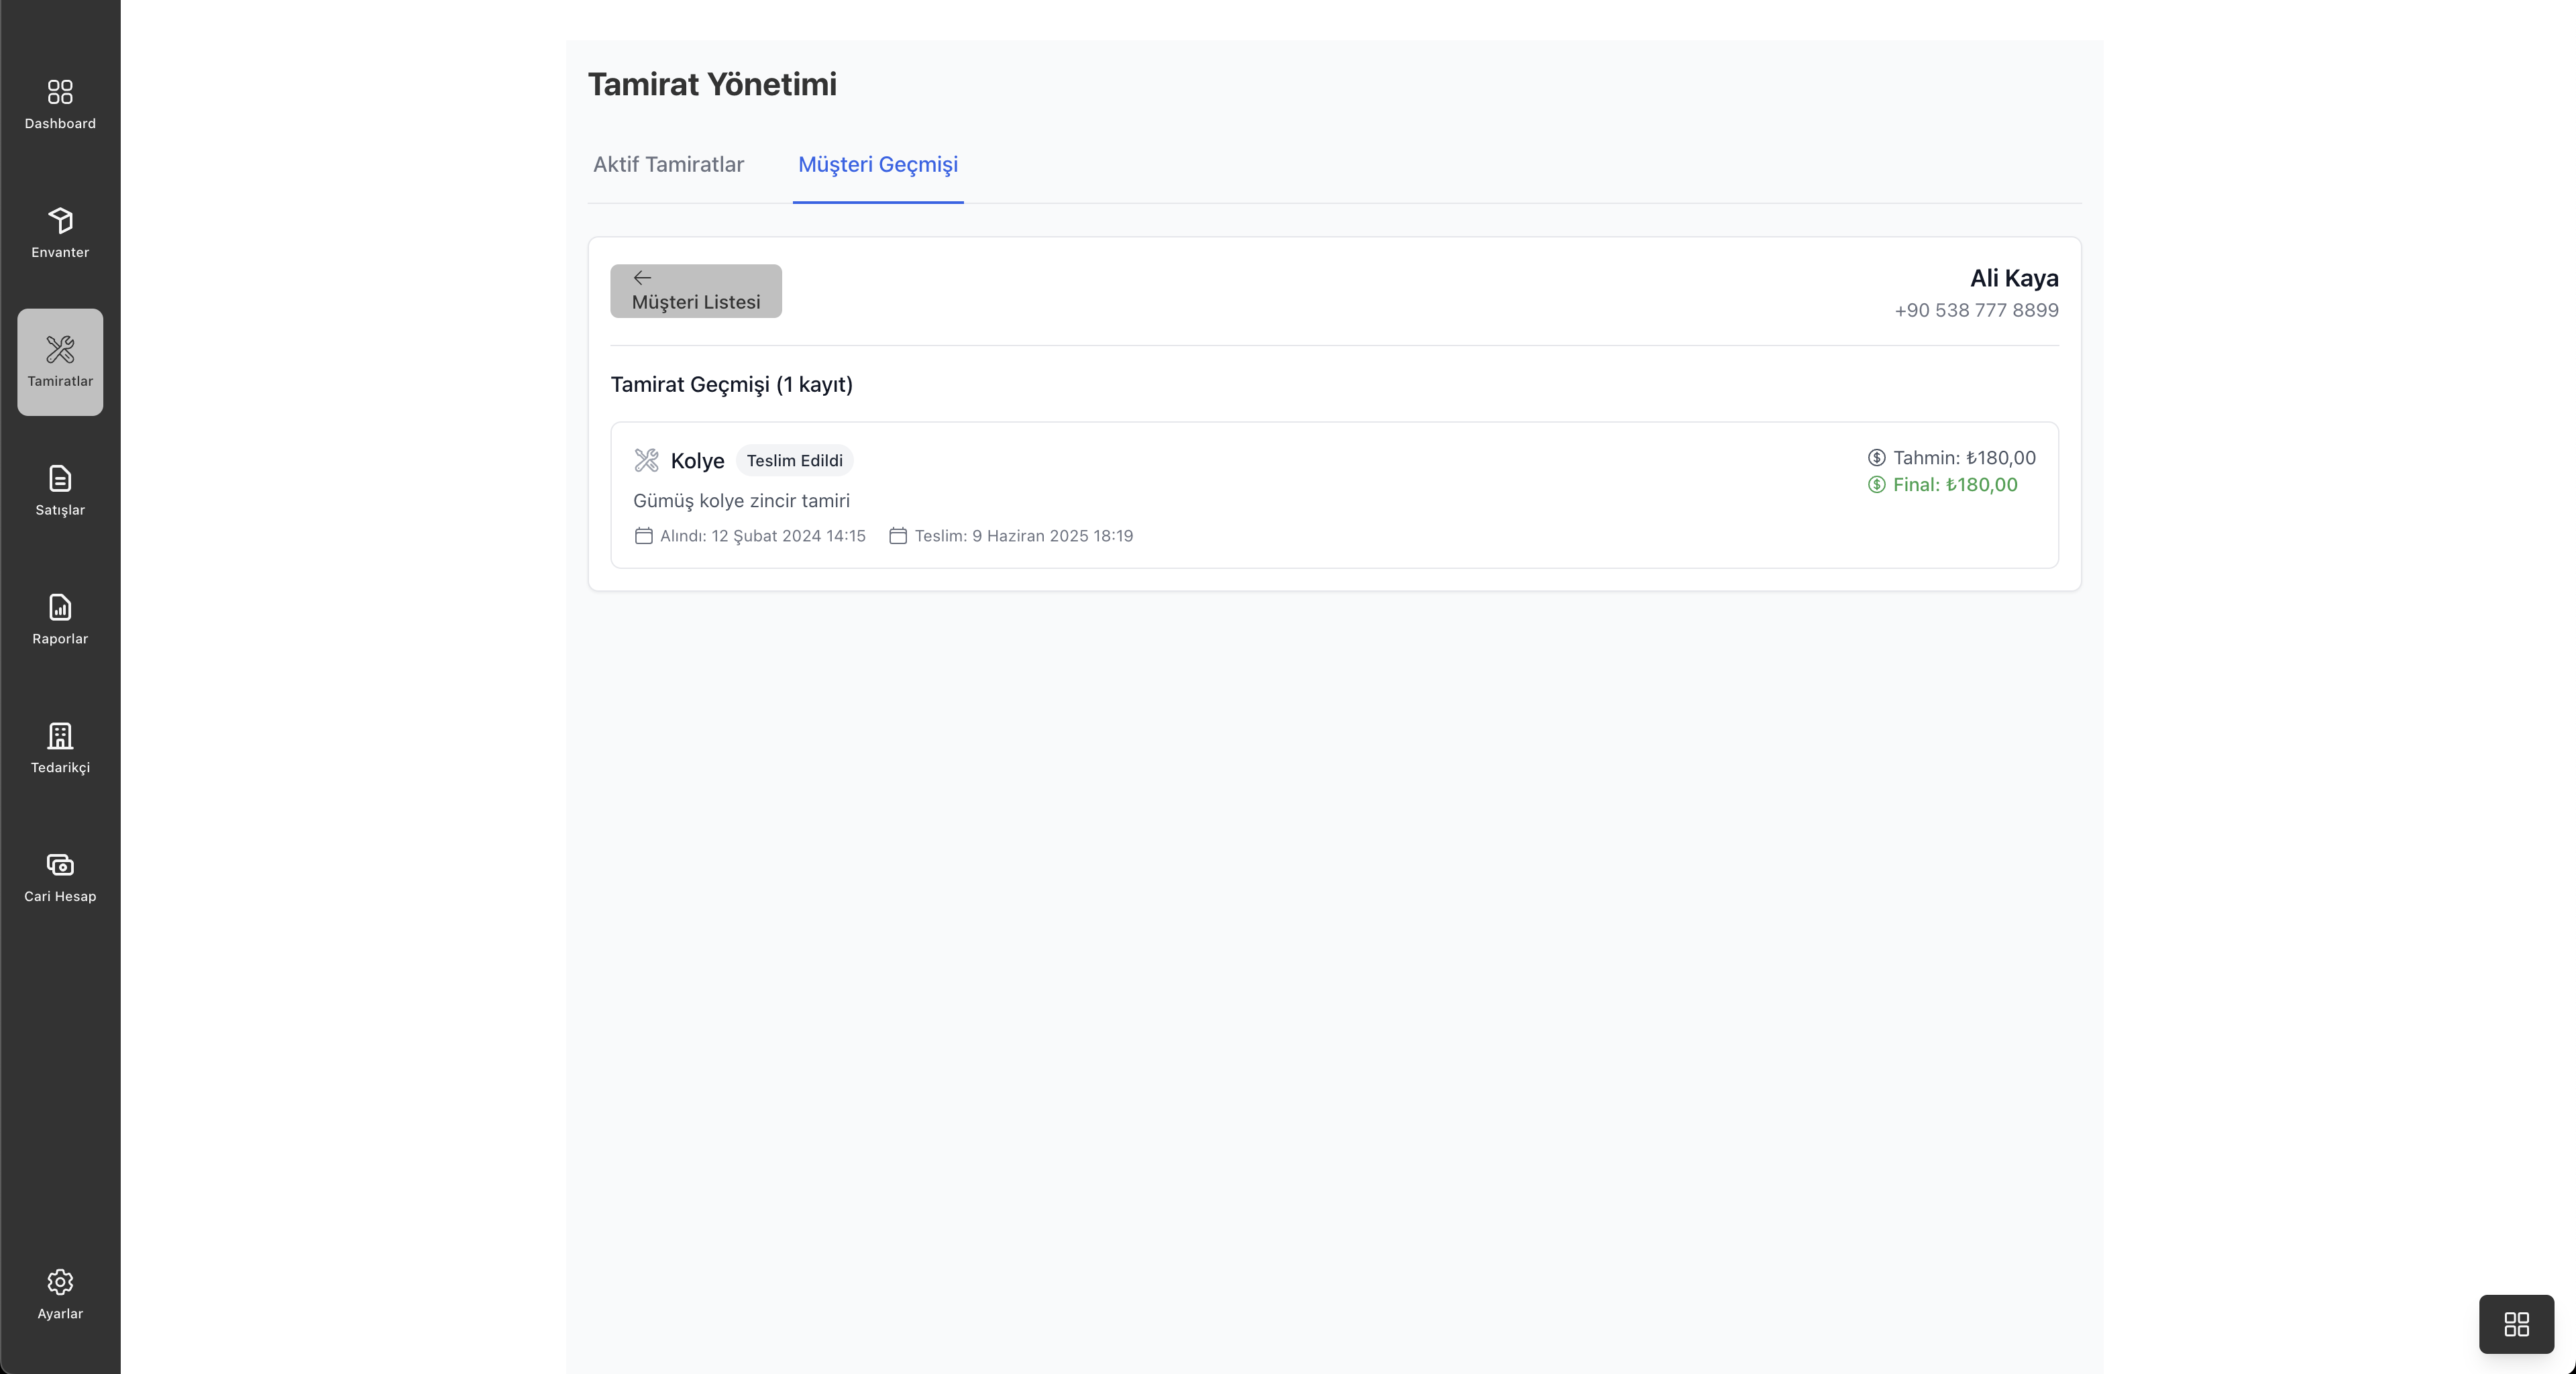 Dashboard
Envanter
Tamiratlar
Satışlar
Raporlar
Tedarikçi
Cari Hesap
Ayarlar
Tamirat Yönetimi
Aktif Tamiratlar
Müşteri Geçmişi
Müşteri Listesi
Ali Kaya
+90 538 777 8899
Tamirat Geçmişi (1 kayıt)
Kolye
Teslim Edildi
Tahmin: ₺180,00
Final: ₺180,00
Gümüş kolye zincir tamiri
Alındı: 12 Şubat 2024 14:15
Teslim: 9 Haziran 2025 18:19